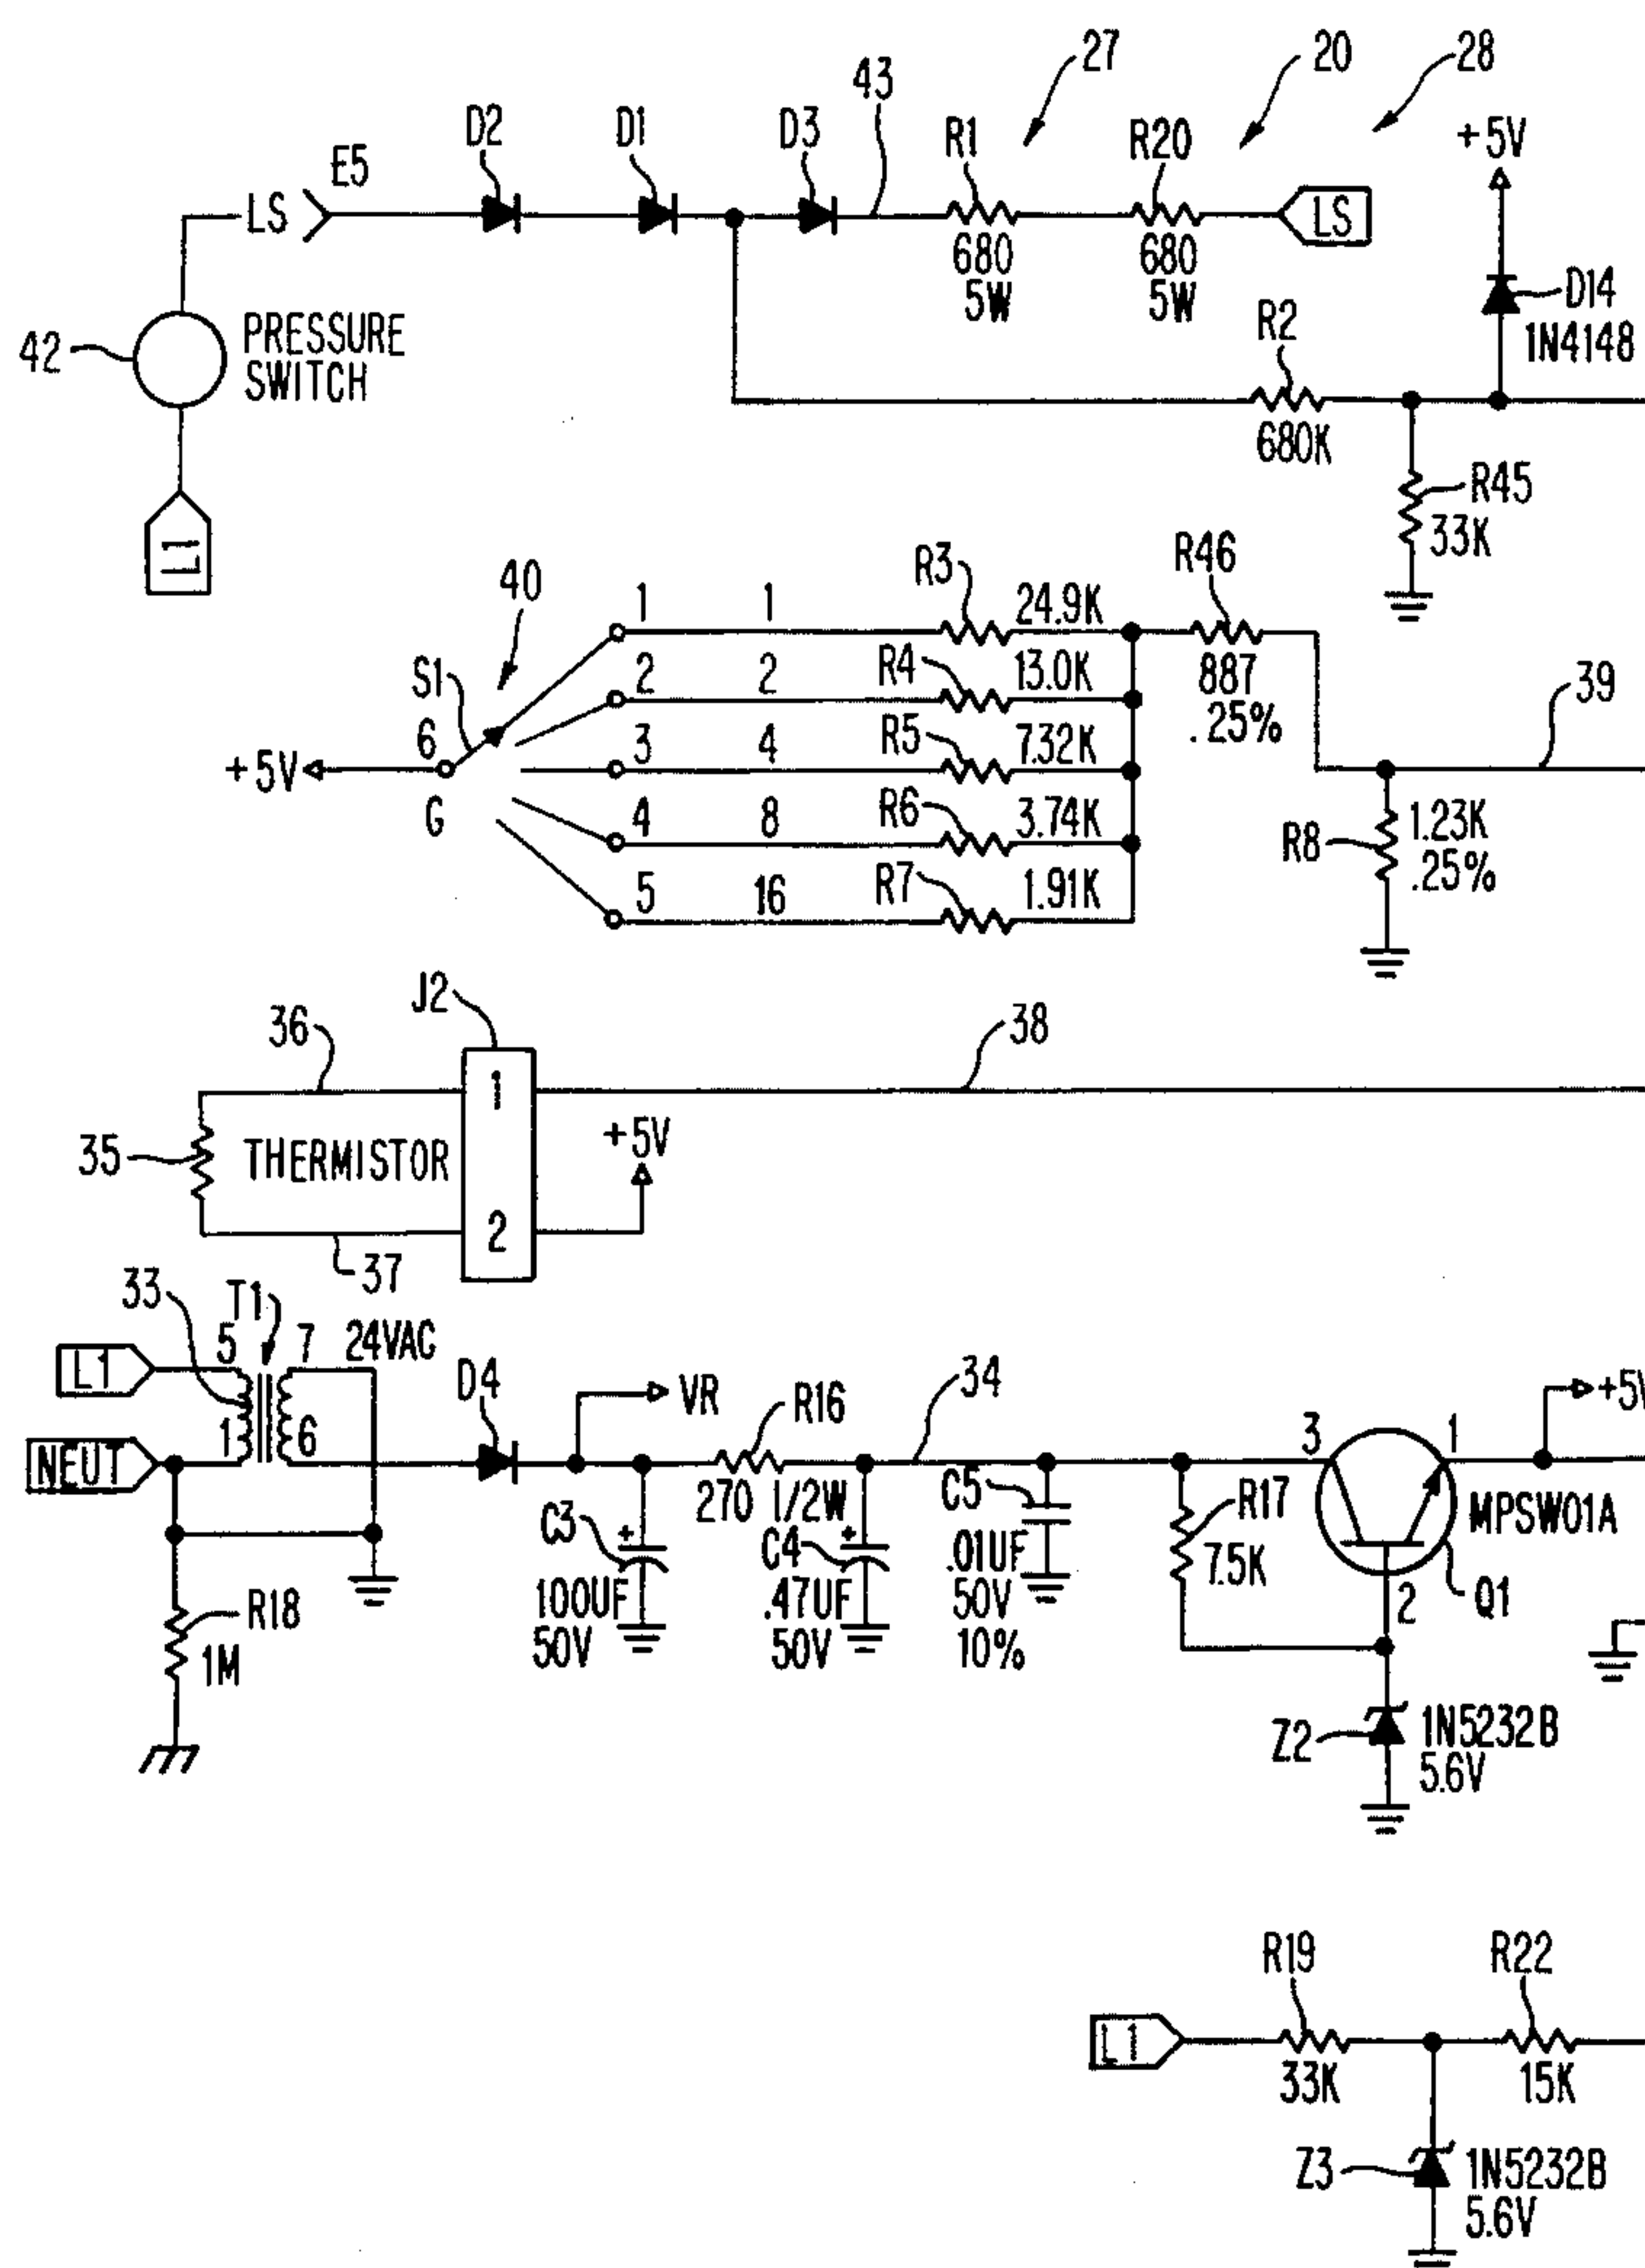 27
20
28
43
D2
D1
D3
R1
R20
+5V
E5
LS
LS
680
5W
680
5W
D14
1N4148
R2
42
PRESSURE
SWITCH
680K
R45
33K
L1
40
1
1
R3
24.9K
R46
S1
2
2
R4
13.0K
887
.25%
39
6
3
4
R5
7.32K
+5V
G
4
8
R6
3.74K
R8
1.23K
.25%
5
16
R7
1.91K
J2
36
38
1
+5V
35
THERMISTOR
2
37
33
T1
5
7
24VAC
L1
D4
VR
R16
34
+5V
1
6
3
1
NEUT
270 1/2W
C5
R17
MPSW01A
C3
C4
.01UF
7.5K
100UF
.47UF
50V
2
Q1
R18
50V
50V
10%
1M
Z2
1N5232B
5.6V
R19
R22
L1
33K
15K
Z3
1N5232B
5.6V